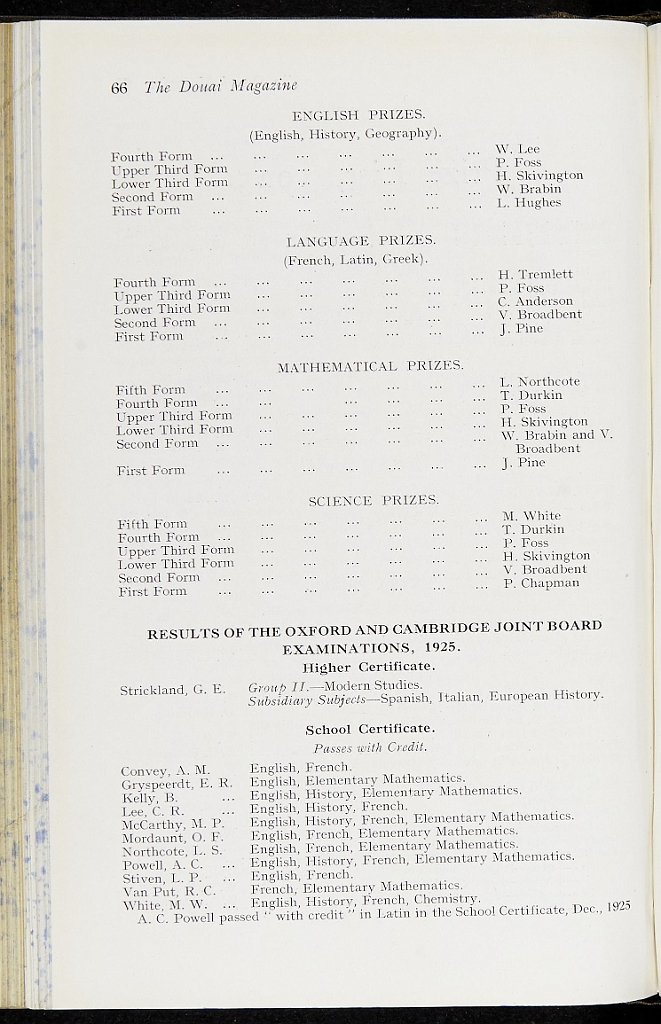 66 The Douai Magazine
ENGLISH PRIZES.
(English, History, Geography).
Fourth Form ... ... ... ... ... ... ... W. Lee
Upper Third Form ... ... ... ... ... ... P. Foss
Lower Third Form ... ... ... ... ... ... H. Skivington
Second Form ... ... ... ... ... ... ... W. Brabin
First Form ... ... ... ... ... ... ... L. Hughes
LANGUAGE PRIZES.
(French, Latin, Greek).
Fourth Form ... ... ... ... ... ... ... H. Tremlett
Upper Third Form ... ... ... ... ... ... P. Foss
Lower Third Form ... ... ... ... ... ... C. Anderson
Second Form ... ... ... ... ... ... ... V. Broadbent
First Form ... ... ... ... ... ... ... J. Pine
MATHEMATICAL PRIZES.
Fifth Form ... ... ... ... ... ... ... L. Northcote
Fourth Form ... ... ... ... ... ... T. Durkin
Upper Third Form ... ... ... ... ... ... P. Foss
Lower Third Form ... ... ... ... ... ... H. Skivington
Second Form ... ... ... ... ... ... ... W. Brabin and V.
Broadbent
First Form ... ... ... ... ... ... ... J. Pine
SCIENCE PRIZES.
Fifth Form ... ... ... ... ... ... ... M. White
Fourth Form ... ... ... ... ... ... ... T. Durkin
Upper Third Form ... ... ... ... ... ... P. Foss
Lower Third Form ... ... ... ... ... ... H. Skivington
Second Form ... ... ... ... ... ... ... V. Broadbent
First Form ... ... ... ... ... ... ... P. Chapman
RESULTS OF THE OXFORD AND CAMBRIDGE JOINT BOARD
EXAMINATIONS, 1925.
Higher Certificate.
Strickland, G. E. Group II.—Modern Studies.
Subsidiary Subjects—Spanish, Italian, European History.
School Certificate.
Passes with Credit.
Convey, A. M. English, French.
Gryspeerdt, E. R. English, Elementary Mathematics.
Kelly, B. ... English, History, Elementary Mathematics.
Lee, C. R. ... English, History, French.
McCarthy, M. P. English, History, French, Elementary Mathematics.
Mordaunt, O. F. English, French, Elementary Mathematics.
Northcote, L. S. English, French, Elementary Mathematics.
Powell, A. C. ... English, History, French, Elementary Mathematics.
Stiven, L. P. ... English, French.
Van Put, R. C. French, Elementary Mathematics.
White, M. W. ... English, History, French, Chemistry.
A. C. Powell passed " with credit " in Latin in the School Certificate, Dec., 1925